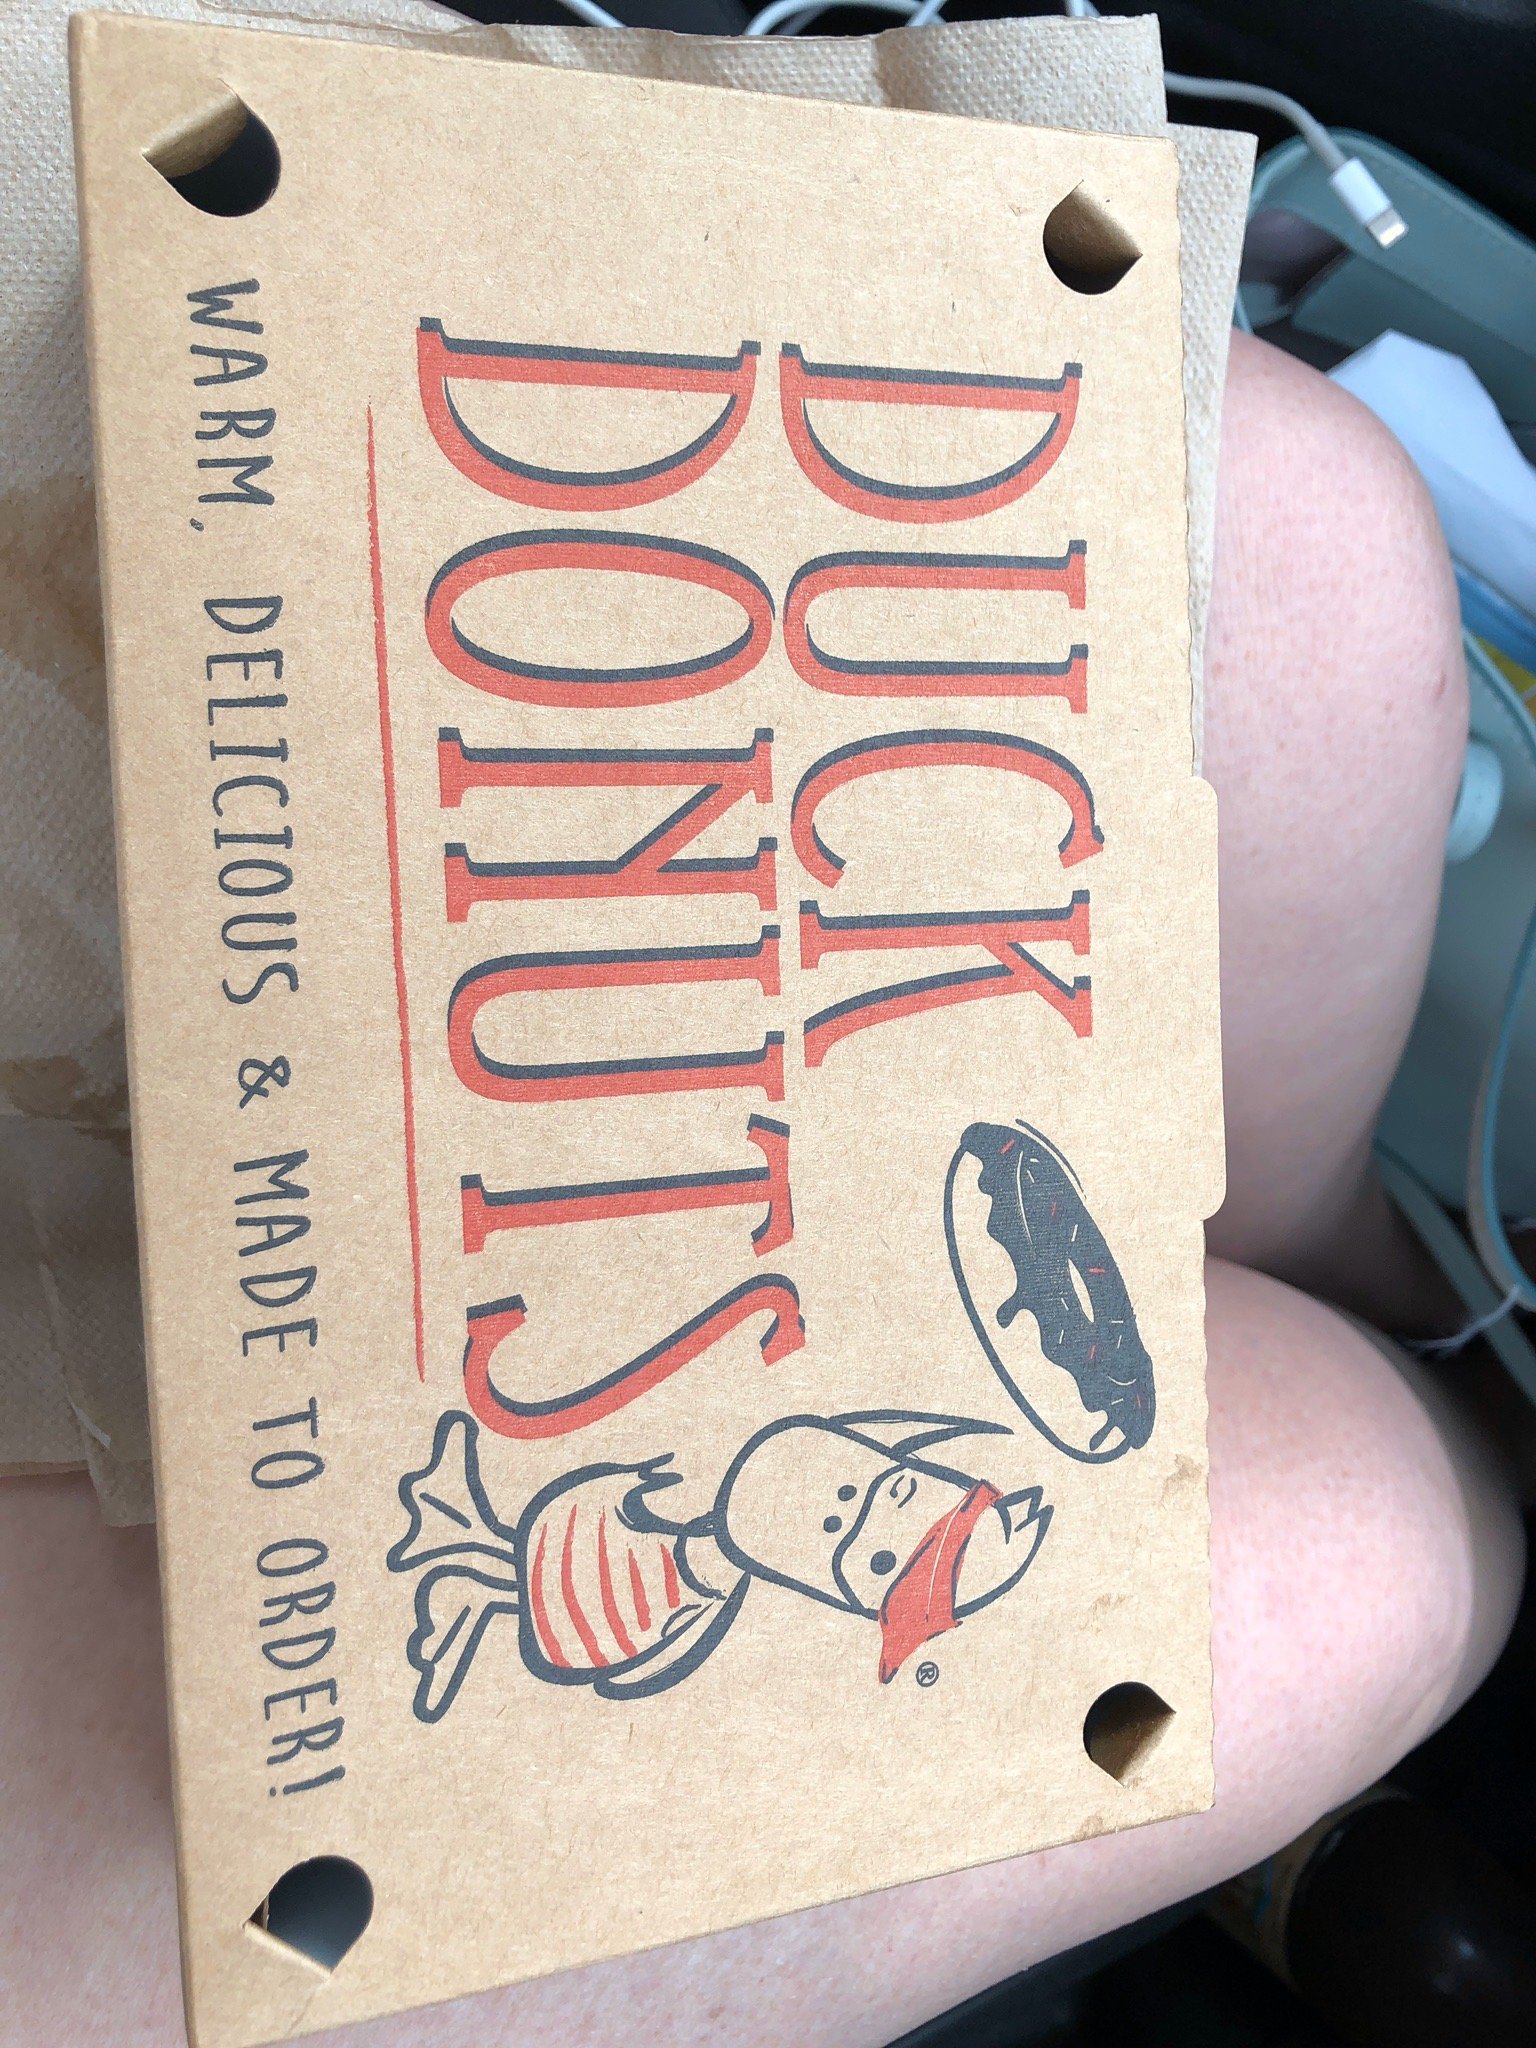 DUCK
DONUTS
®
WARM, DELICIOUS & MADE TO ORDER!